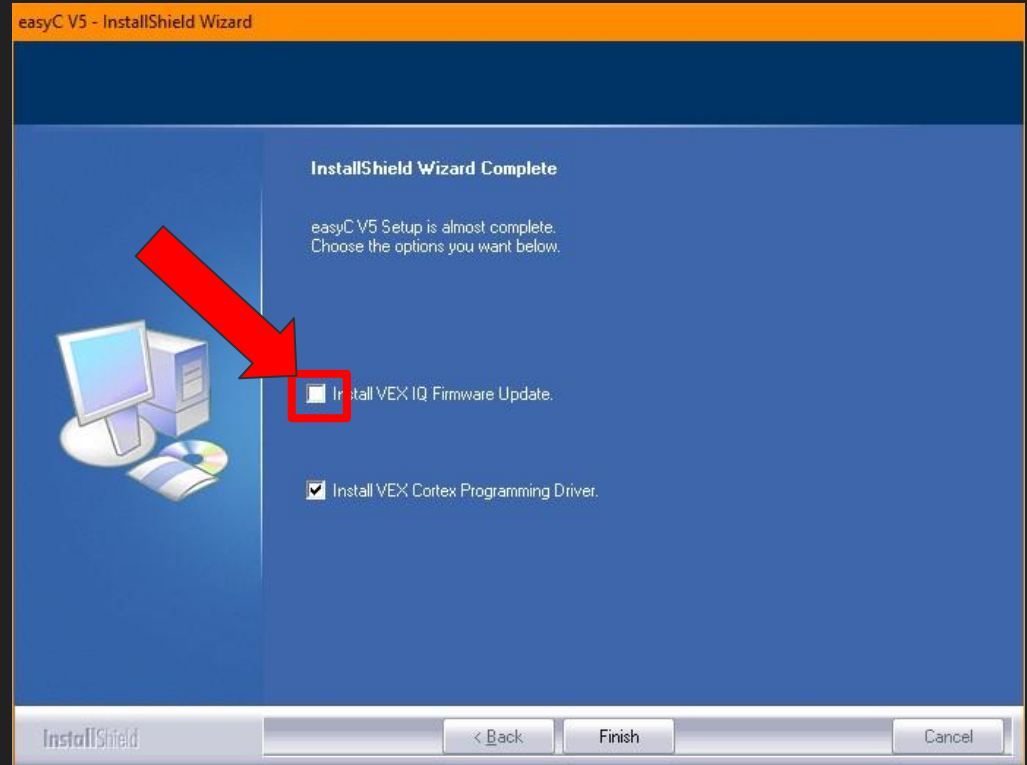 easyC V5 - InstallShield Wizard
InstallShield Wizard Complete
easyC V5 Setup is almost complete.
Choose the options you want below.
Install VEX IQ Firmware Update.
Install VEX Cortex Programming Driver.
InstallShield
< Back
Finish
Cancel